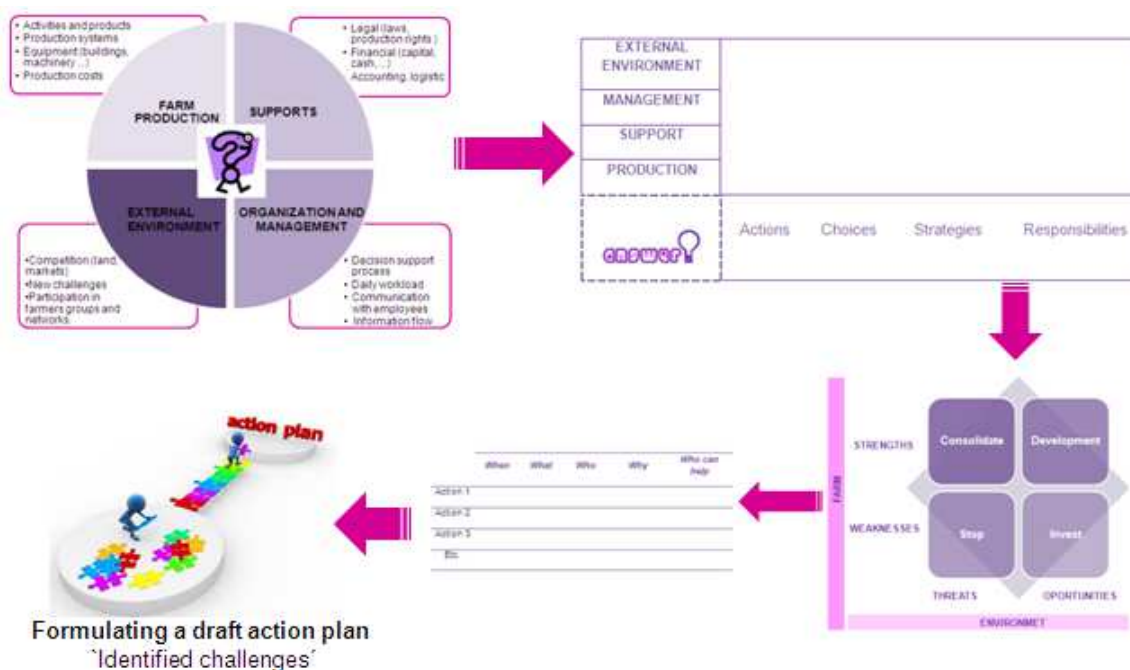 • Activities and products
• Production systems
• Equipment (buildings,
machinery ...)
• Production costs
• Legal (laws,
production rights )
• Financial (capital,
cash, ...)
Accounting, logistic
FARM
PRODUCTION
SUPPORTS
EXTERNAL
ENVIRONMENT
ORGANIZATION AND
MANAGEMENT
•Competition (land,
markets)
•New challenges
•Participation in
farmers groups and
networks.
• Decision support
process
• Daily workload
• Communication
with employees
• Information flow
EXTERNAL
ENVIRONMENT
MANAGEMENT
SUPPORT
PRODUCTION
answer
Actions
Choices
Strategies
Responsibilities
FARM
STRENGTHS
WEAKNESSES
Consolidate
Development
Stop
Invest
THREATS
OPORTUNITIES
ENVIRONMET
When
What
Who
Why
Who can
help
Action 1
Action 2
Action 3
Etc.
action plan
Formulating a draft action plan
`Identified challenges´